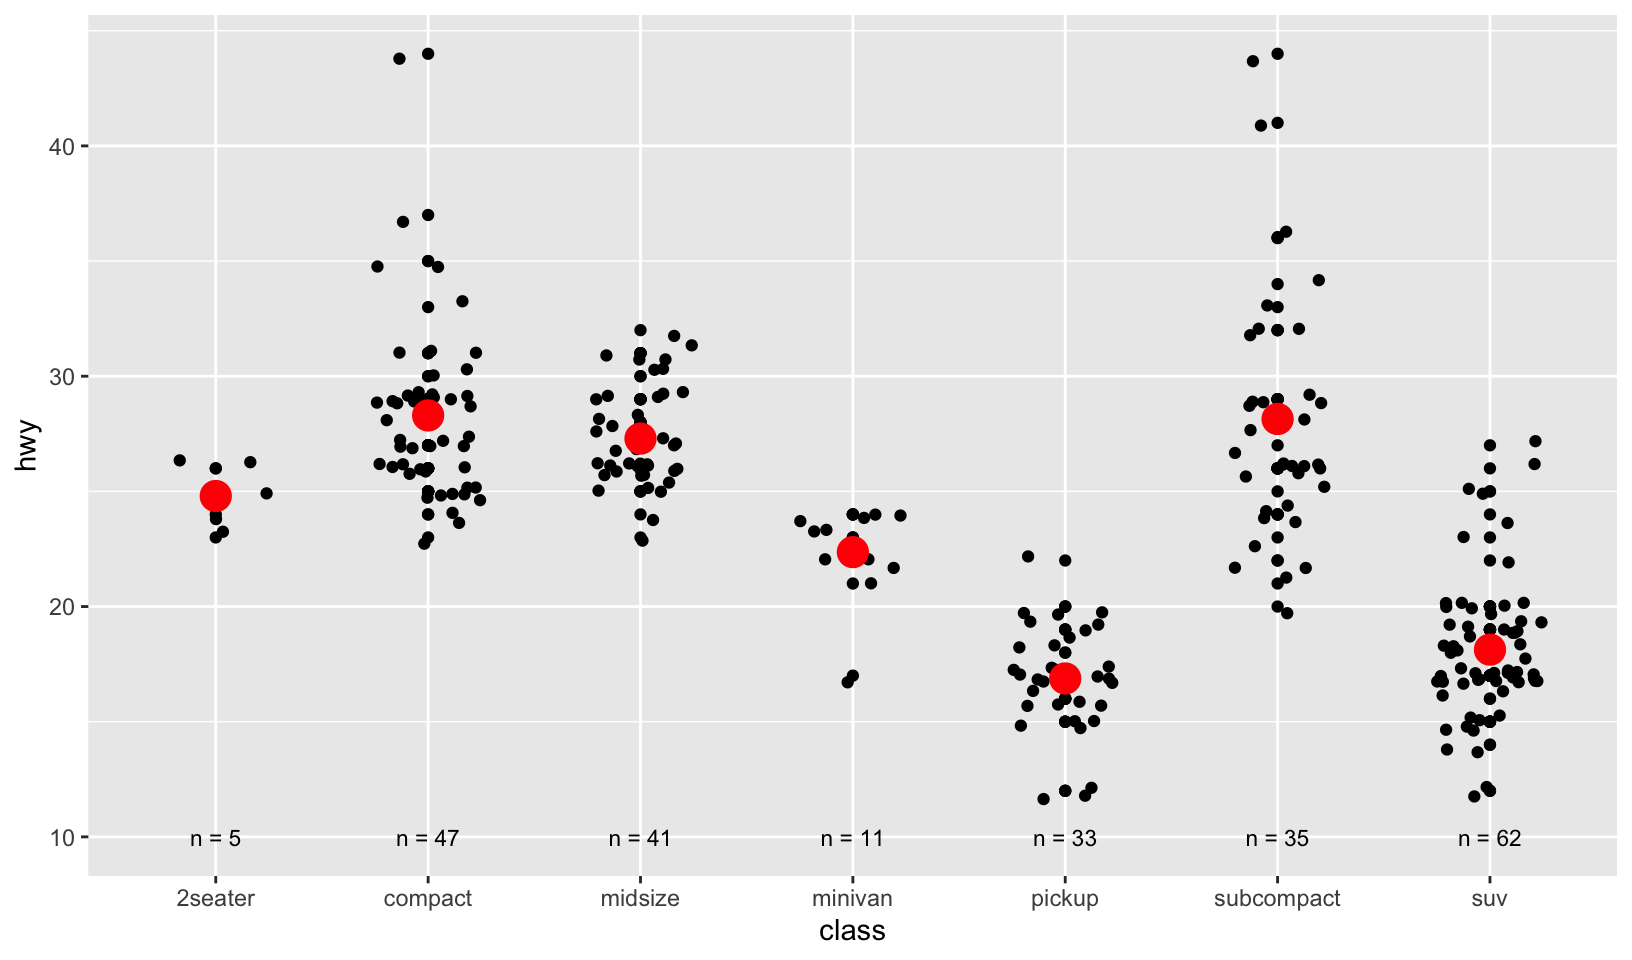 hwy
40
30
20
10
n = 5 n = 47 n = 41 n = 11 n = 33 n = 35 n = 62
2seater compact midsize minivan pickup subcompact suv
class